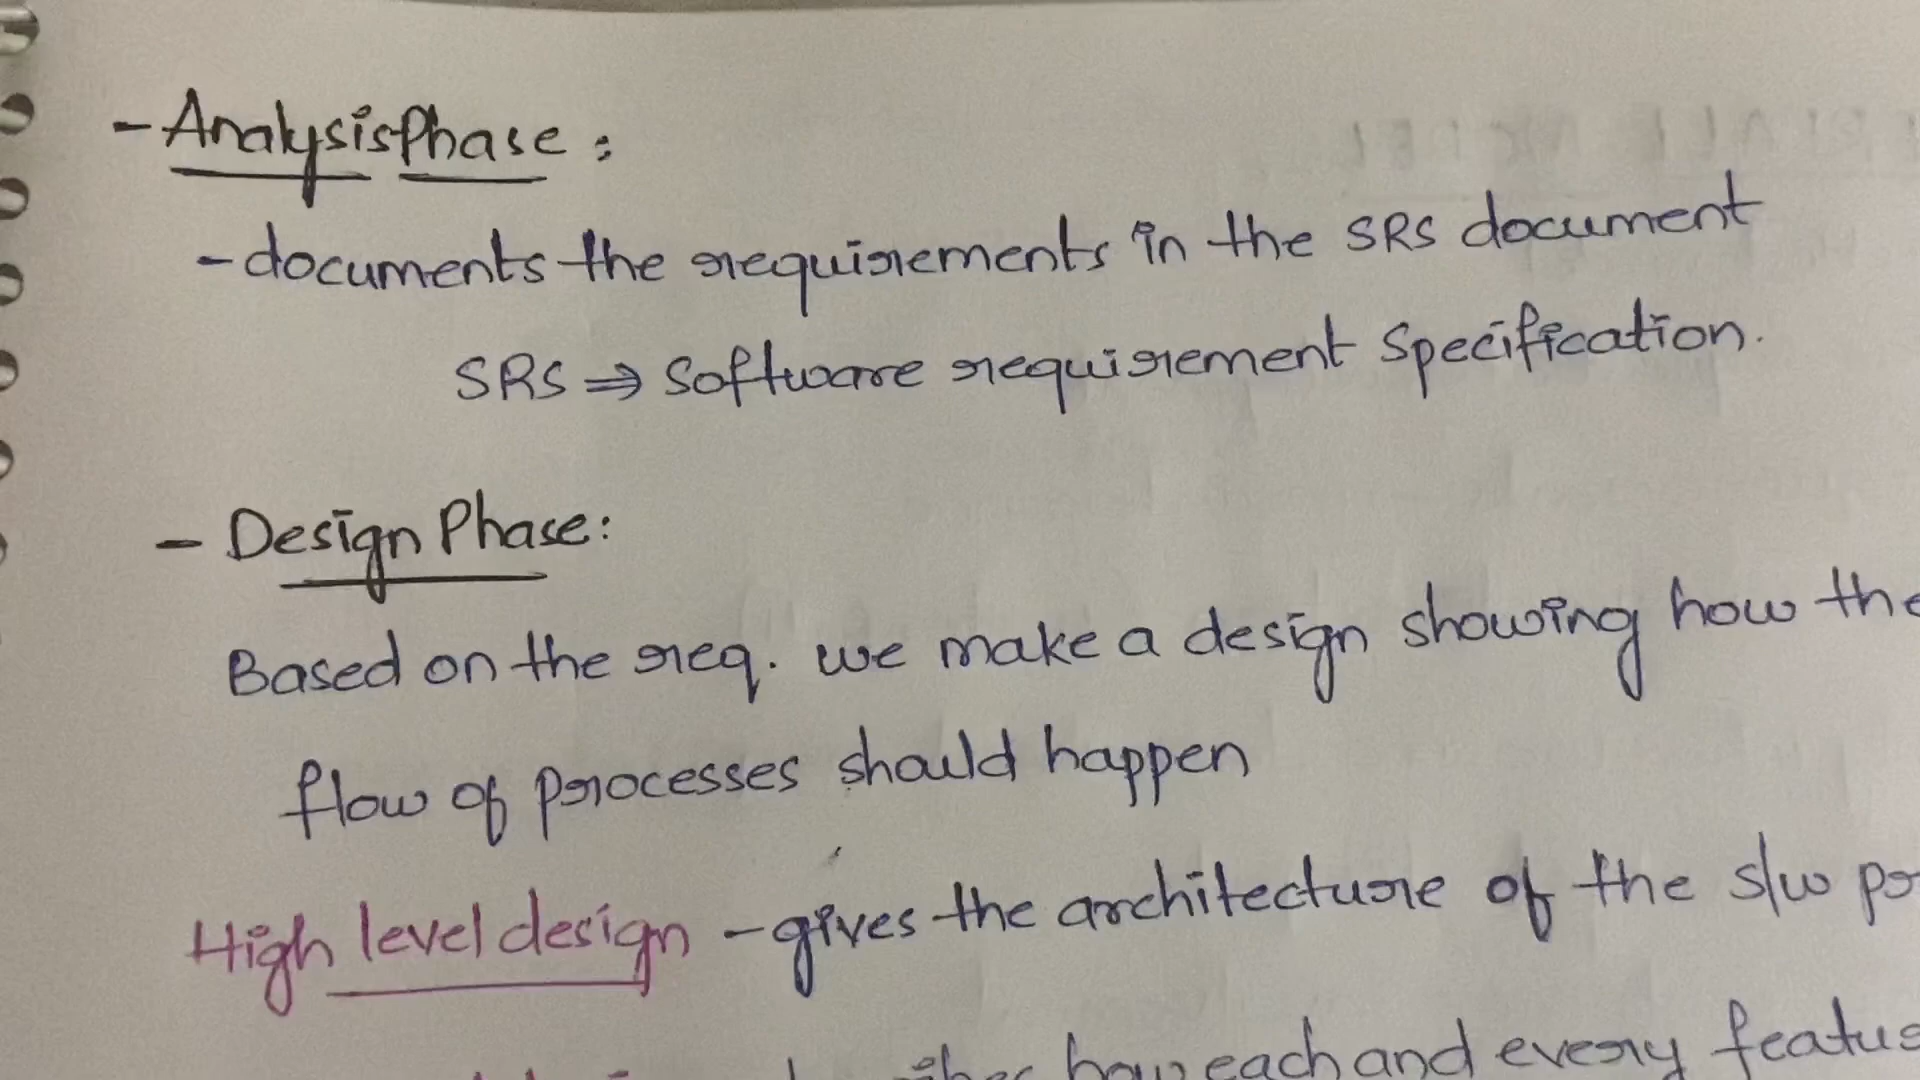 - Analysis Phase :
- documents the requirements in the SRS document
SRS ⇒ Software requirement Specification.
- Design Phase:
Based on the req. we make a design showing how the
flow of processes should happen
High level design - gives the architecture of the s/w
how each and every